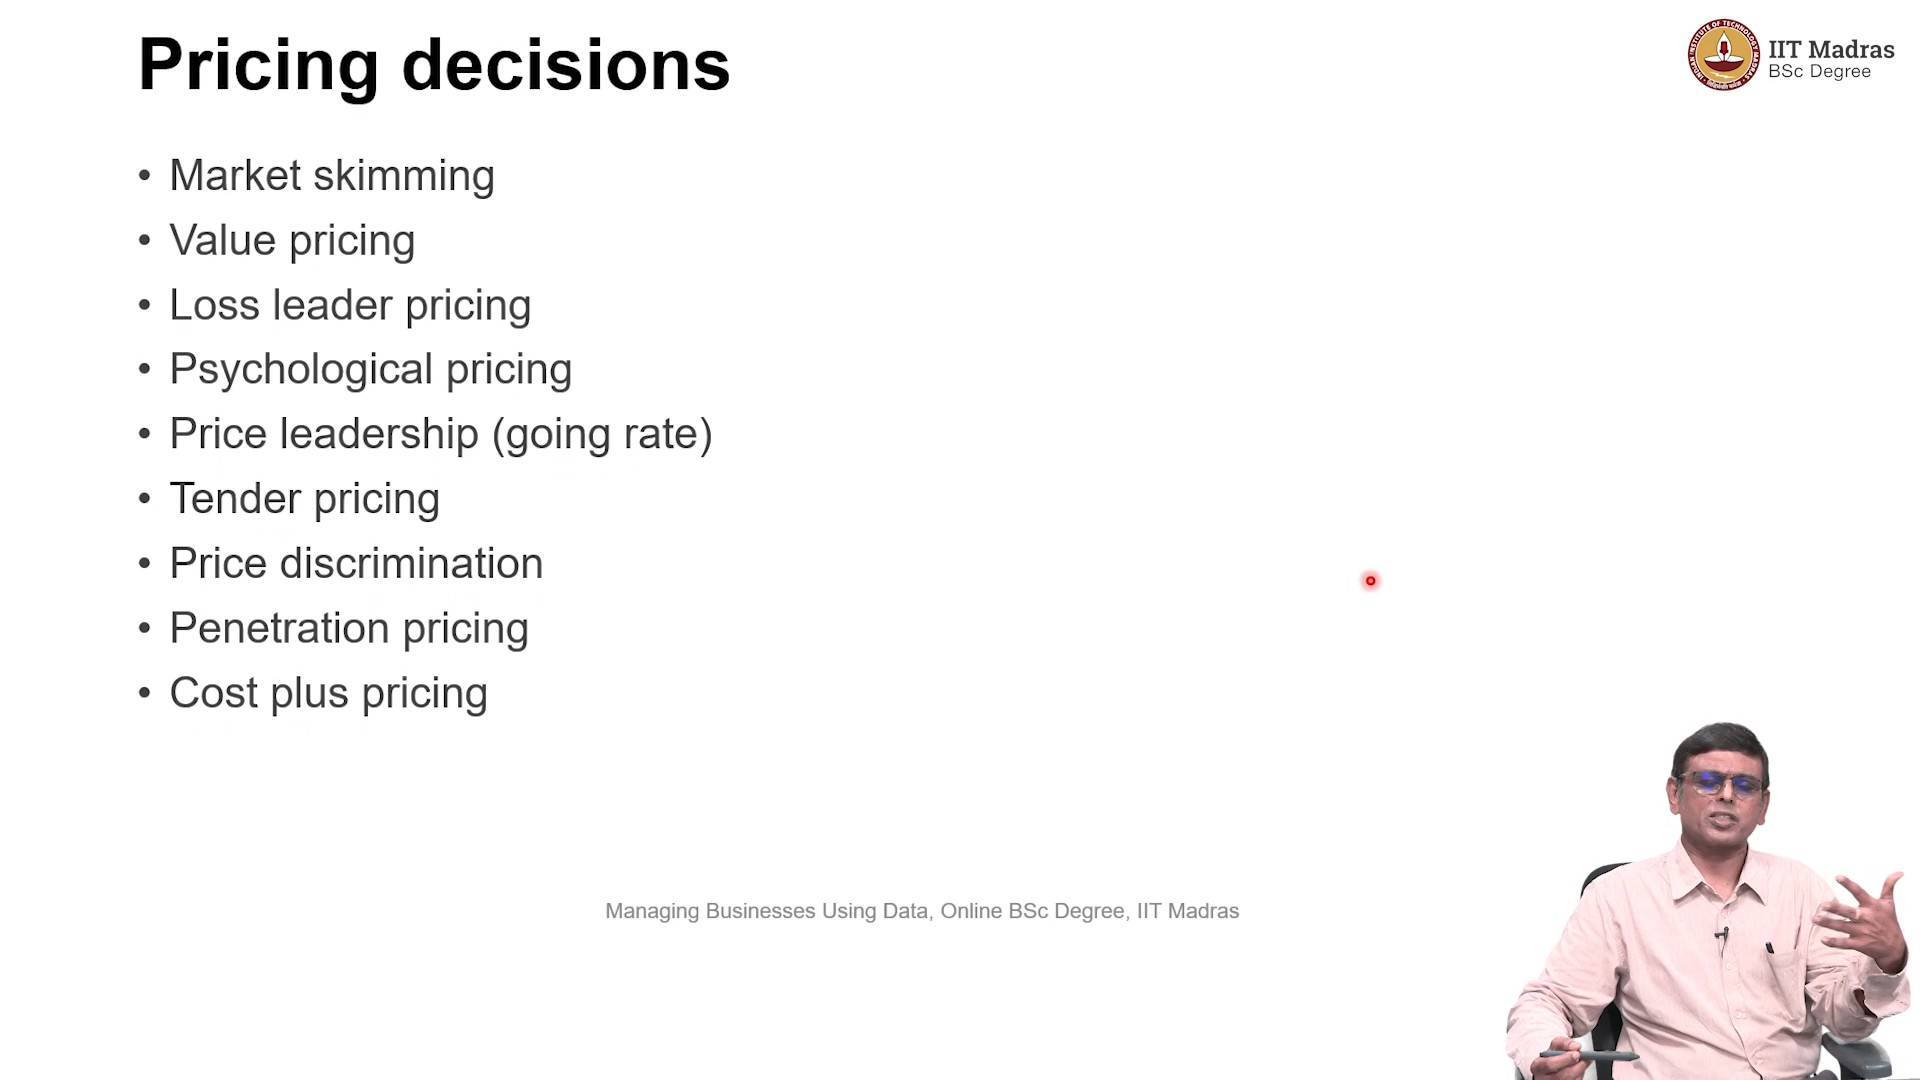 Pricing decisions
IIT Madras
BSc Degree
• Market skimming
• Value pricing
• Loss leader pricing
• Psychological pricing
• Price leadership (going rate)
• Tender pricing
• Price discrimination
• Penetration pricing
• Cost plus pricing
Managing Businesses Using Data, Online BSc Degree, IIT Madras